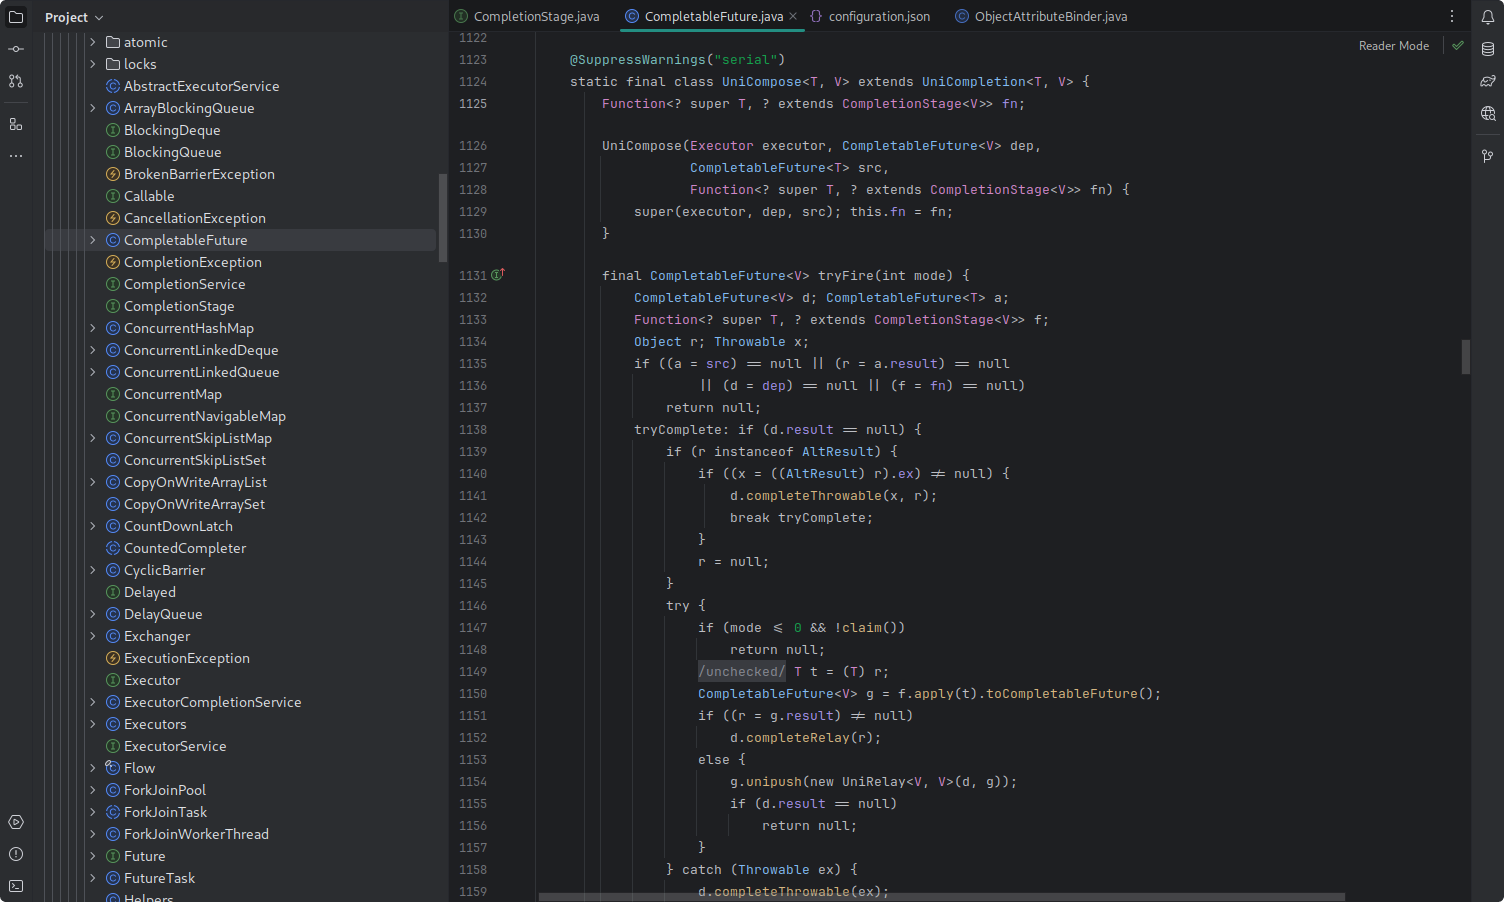 Project
atomic
locks
AbstractExecutorService
ArrayBlockingQueue
BlockingDeque
BlockingQueue
BrokenBarrierException
Callable
CancellationException
CompletableFuture
CompletionException
CompletionService
CompletionStage
ConcurrentHashMap
ConcurrentLinkedDeque
ConcurrentLinkedQueue
ConcurrentMap
ConcurrentNavigableMap
ConcurrentSkipListMap
ConcurrentSkipListSet
CopyOnWriteArrayList
CopyOnWriteArraySet
CountDownLatch
CountedCompleter
CyclicBarrier
Delayed
DelayQueue
Exchanger
ExecutionException
Executor
ExecutorCompletionService
Executors
ExecutorService
Flow
ForkJoinPool
ForkJoinTask
ForkJoinWorkerThread
Future
FutureTask
Helpers
CompletionStage.java
CompletableFuture.java
configuration.json
ObjectAttributeBinder.java
Reader Mode
1122
1123 @SuppressWarnings("serial")
1124 static final class UniCompose<T, V> extends UniCompletion<T, V> {
1125 Function<? super T, ? extends CompletionStage<V>> fn;
1126 UniCompose(Executor executor, CompletableFuture<V> dep,
1127 CompletableFuture<T> src,
1128 Function<? super T, ? extends CompletionStage<V>> fn) {
1129 super(executor, dep, src); this.fn = fn;
1130 }
1131 final CompletableFuture<V> tryFire(int mode) {
1132 CompletableFuture<V> d; CompletableFuture<T> a;
1133 Function<? super T, ? extends CompletionStage<V>> f;
1134 Object r; Throwable x;
1135 if ((a = src) == null || (r = a.result) == null
1136 || (d = dep) == null || (f = fn) == null)
1137 return null;
1138 tryComplete: if (d.result == null) {
1139 if (r instanceof AltResult) {
1140 if ((x = ((AltResult) r).ex) != null) {
1141 d.completeThrowable(x, r);
1142 break tryComplete;
1143 }
1144 r = null;
1145 }
1146 try {
1147 if (mode <= 0 && !claim())
1148 return null;
1149 /unchecked/ T t = (T) r;
1150 CompletableFuture<V> g = f.apply(t).toCompletableFuture();
1151 if ((r = g.result) != null)
1152 d.completeRelay(r);
1153 else {
1154 g.unipush(new UniRelay<V, V>(d, g));
1155 if (d.result == null)
1156 return null;
1157 }
1158 } catch (Throwable ex) {
1159 d.completeThrowable(ex);